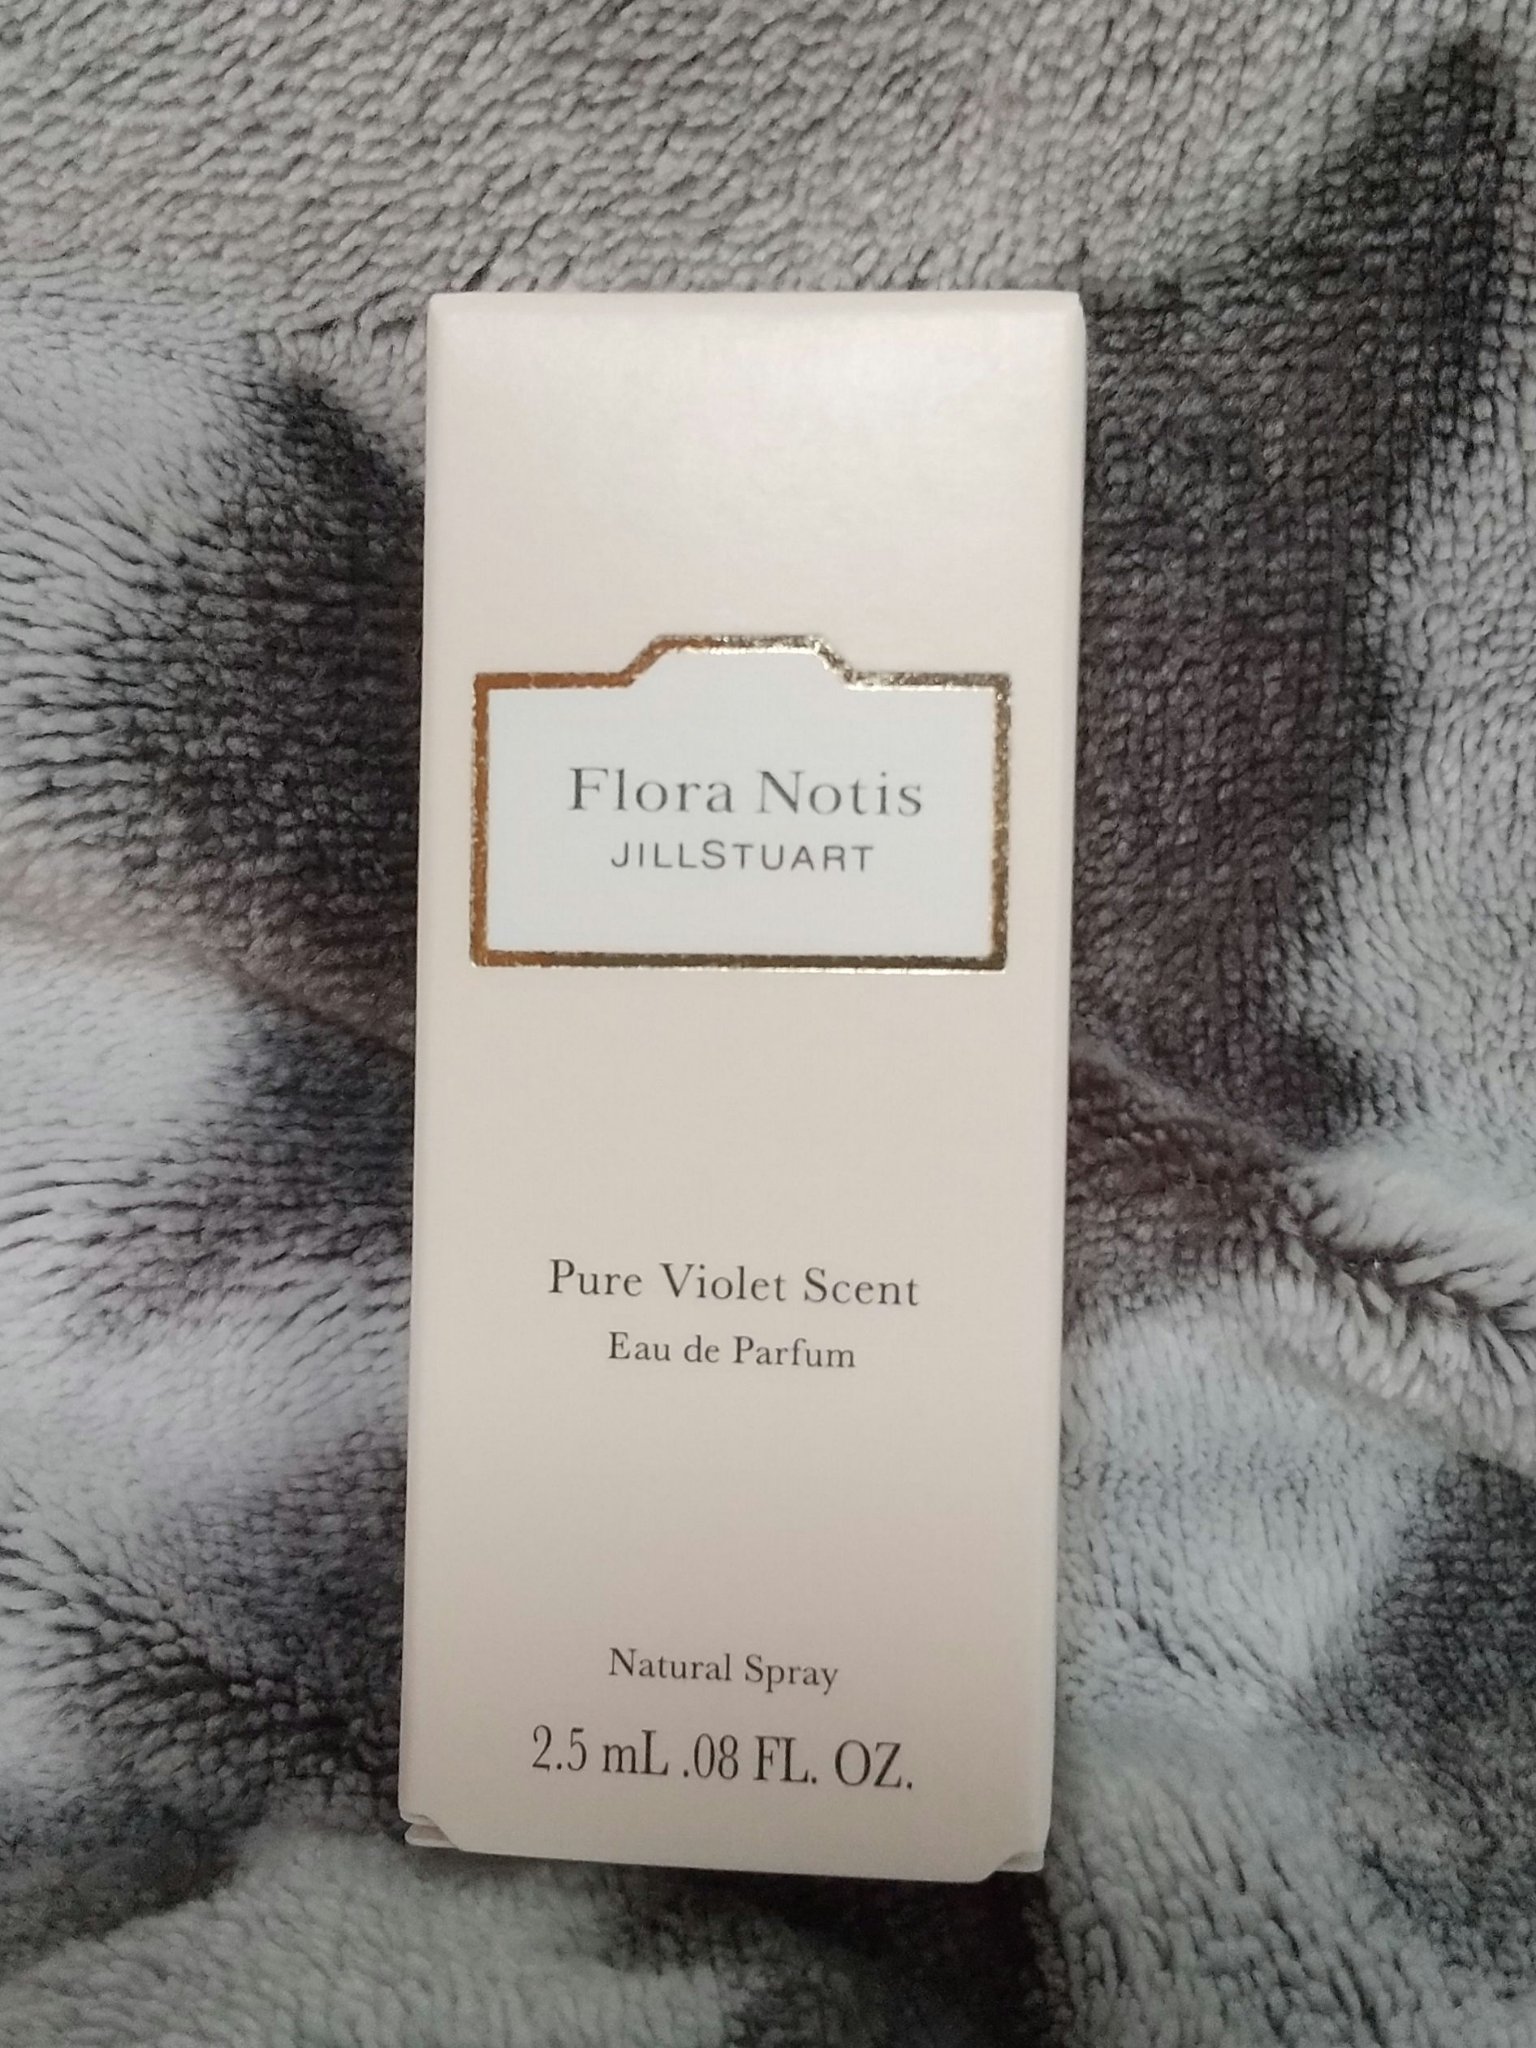 Flora Notis
JILLSTUART
Pure Violet Scent
Eau de Parfum
Natural Spray
2.5 mL .08 FL. OZ.